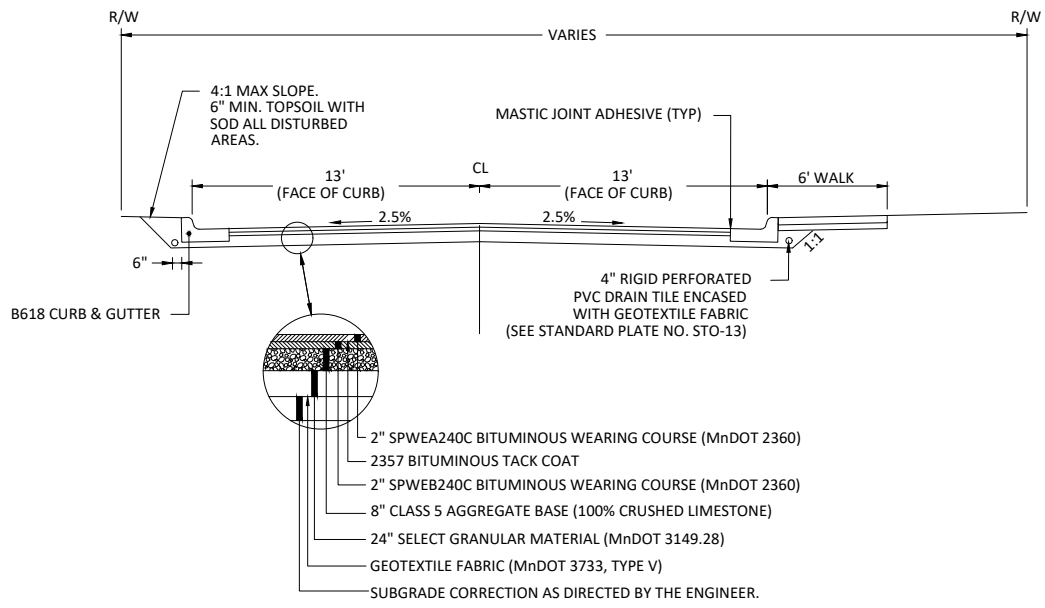 R/W
R/W
VARIES
4:1 MAX SLOPE.
6" MIN. TOPSOIL WITH
SOD ALL DISTURBED
AREAS.
MASTIC JOINT ADHESIVE (TYP)
13'
(FACE OF CURB)
CL
13'
(FACE OF CURB)
6' WALK
2.5%
2.5%
6"
1:1
B618 CURB & GUTTER
4" RIGID PERFORATED
PVC DRAIN TILE ENCASED
WITH GEOTEXTILE FABRIC
(SEE STANDARD PLATE NO. STO-13)
2" SPWEA240C BITUMINOUS WEARING COURSE (MnDOT 2360)
2357 BITUMINOUS TACK COAT
2" SPWEB240C BITUMINOUS WEARING COURSE (MnDOT 2360)
8" CLASS 5 AGGREGATE BASE (100% CRUSHED LIMESTONE)
24" SELECT GRANULAR MATERIAL (MnDOT 3149.28)
GEOTEXTILE FABRIC (MnDOT 3733, TYPE V)
SUBGRADE CORRECTION AS DIRECTED BY THE ENGINEER.